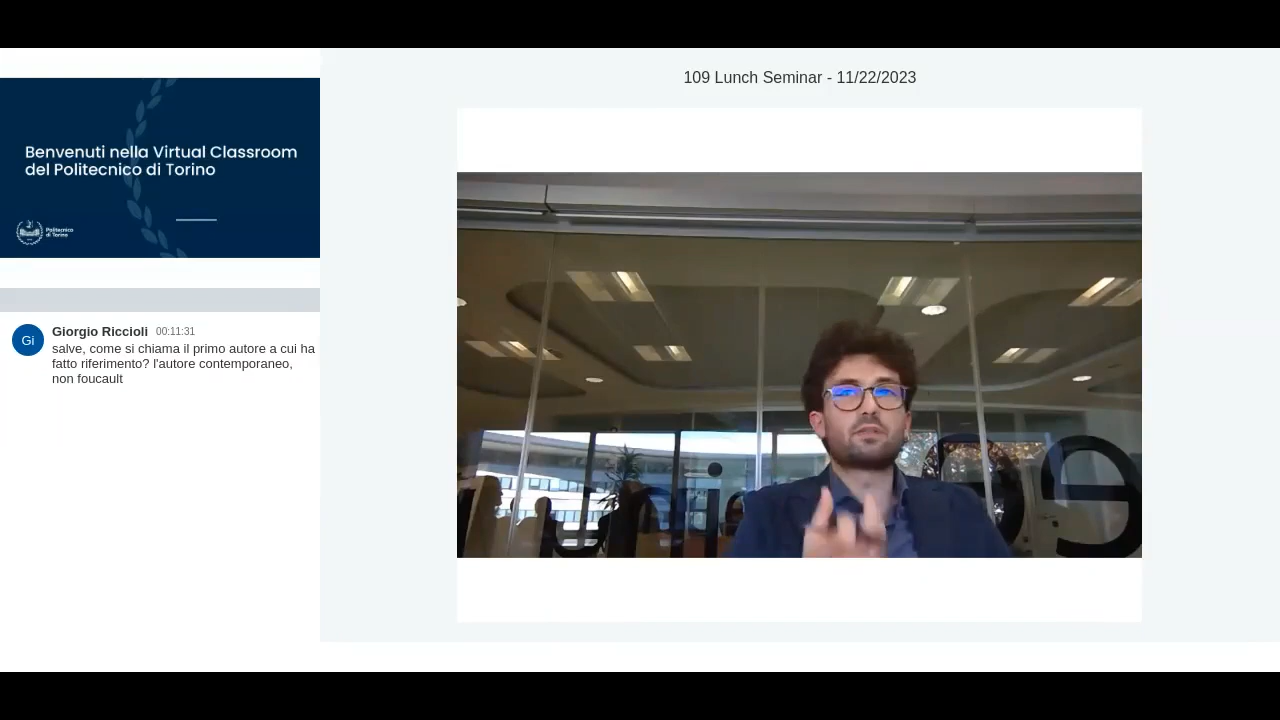 109 Lunch Seminar - 11/22/2023
Benvenuti nella Virtual Classroom
del Politecnico di Torino
Politecnico
di Torino
Gi
Giorgio Riccioli 00:11:31
salve, come si chiama il primo autore a cui ha
fatto riferimento? l'autore contemporaneo,
non foucault